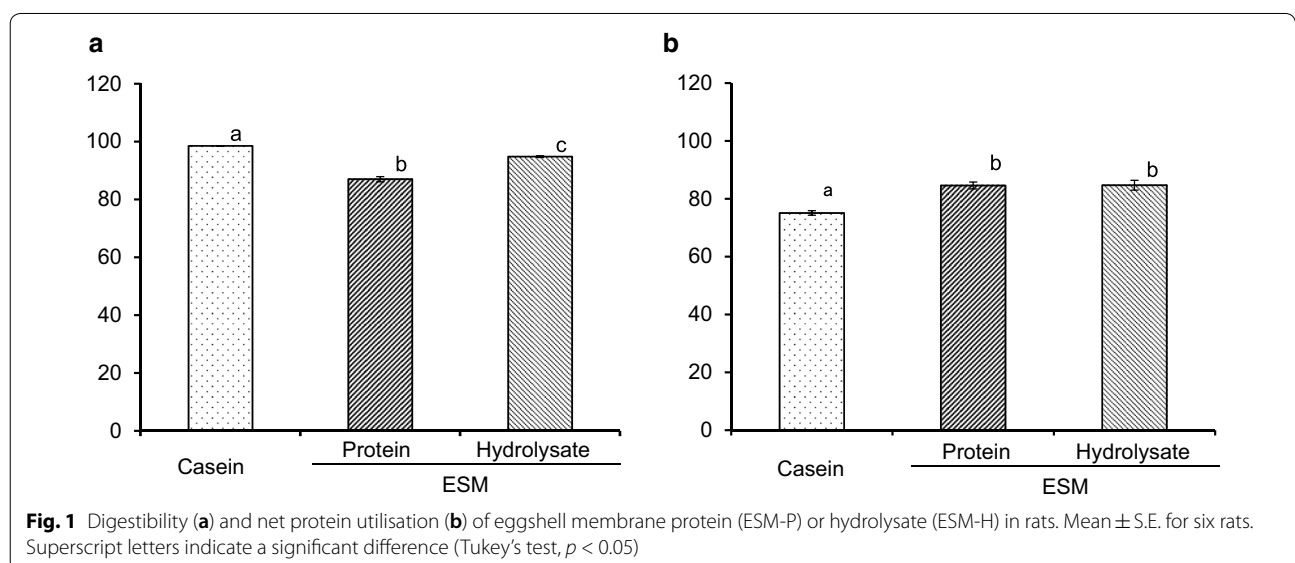 a
120
100
80
60
40
20
0
a
b
c
Casein
Protein
Hydrolysate
ESM
b
120
100
80
60
40
20
0
a
b
b
Casein
Protein
Hydrolysate
ESM
Fig. 1 Digestibility (a) and net protein utilisation (b) of eggshell membrane protein (ESM-P) or hydrolysate (ESM-H) in rats. Mean ± S.E. for six rats.
Superscript letters indicate a significant difference (Tukey's test, p < 0.05)